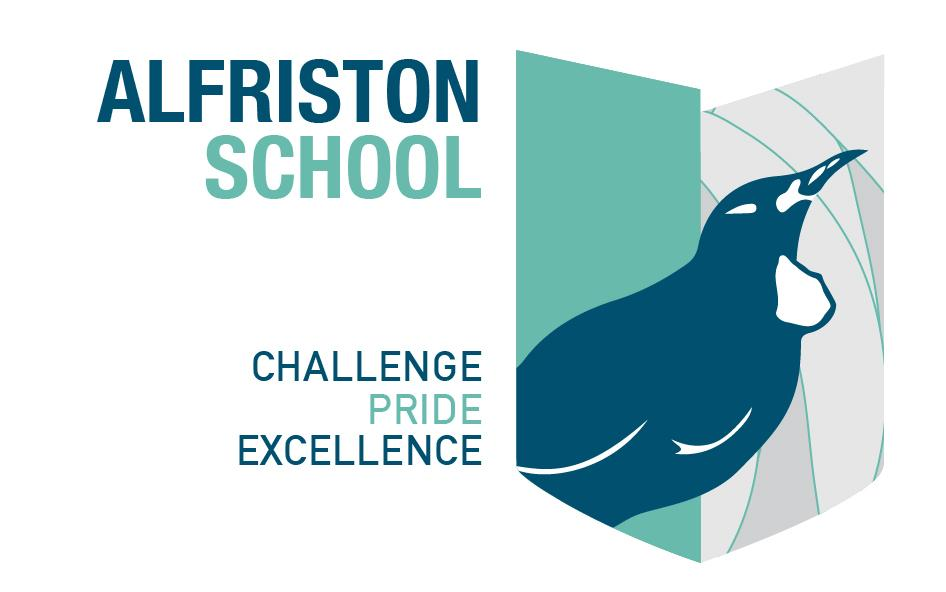 ALFRISTON
SCHOOL
CHALLENGE
PRIDE
EXCELLENCE